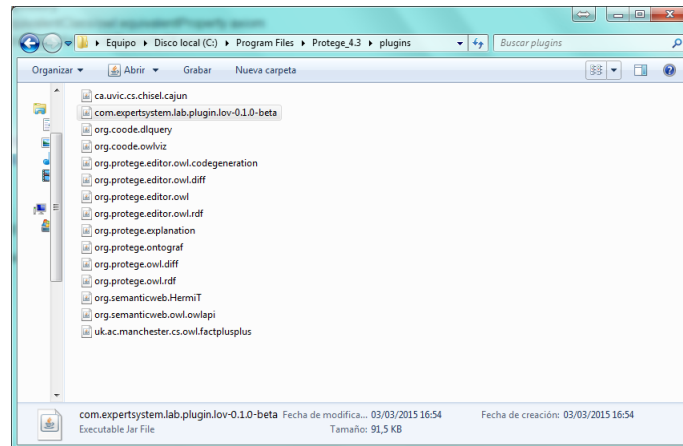 Equipo ▸ Disco local (C:) ▸ Program Files ▸ Protege_4.3 ▸ plugins
Buscar plugins
Organizar Abrir Grabar Nueva carpeta
ca.uvic.cs.chisel.cajun
com.expertsystem.lab.plugin.lov-0.1.0-beta
org.coode.dlquery
org.coode.owlviz
org.protege.editor.owl.codegeneration
org.protege.editor.owl.diff
org.protege.editor.owl
org.protege.editor.owl.rdf
org.protege.explanation
org.protege.ontograf
org.protege.owl.diff
org.protege.owl.rdf
org.semanticweb.HermiT
org.semanticweb.owl.owlapi
uk.ac.manchester.cs.owl.factplusplus
com.expertsystem.lab.plugin.lov-0.1.0-beta Fecha de modifica... 03/03/2015 16:54 Fecha de creación: 03/03/2015 16:54
Executable Jar File Tamaño: 91,5 KB